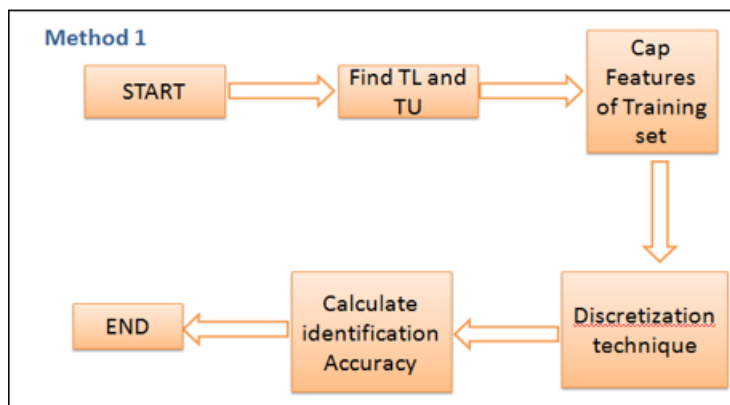 Method 1
START
Find TL and
TU
Cap
Features
of Training
set
Discretization
technique
Calculate
identification
Accuracy
END